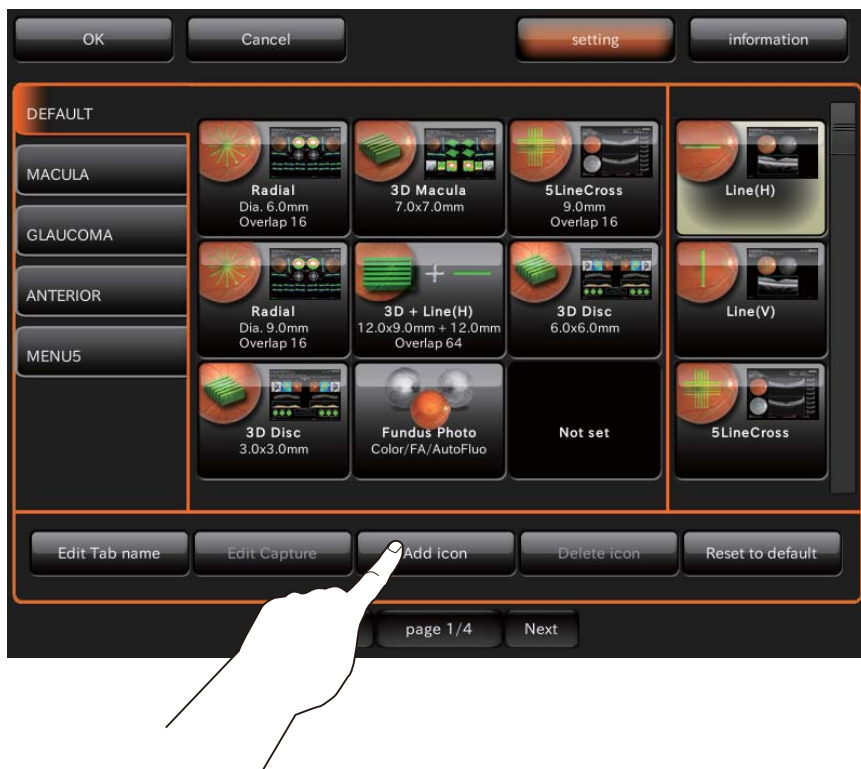 OK
Cancel
setting
information
DEFAULT
MACULA
GLAUCOMA
ANTERIOR
MENU5
Radial
Dia. 6.0mm
Overlap 16
3D Macula
7.0x7.0mm
5LineCross
9.0mm
Overlap 16
Line(H)
Radial
Dia. 9.0mm
Overlap 16
3D + Line(H)
12.0x9.0mm + 12.0mm
Overlap 64
3D Disc
6.0x6.0mm
Line(V)
3D Disc
3.0x3.0mm
Fundus Photo
Color/FA/AutoFluo
Not set
5LineCross
Edit Tab name
Edit Capture
Add icon
Delete icon
Reset to default
page 1/4
Next